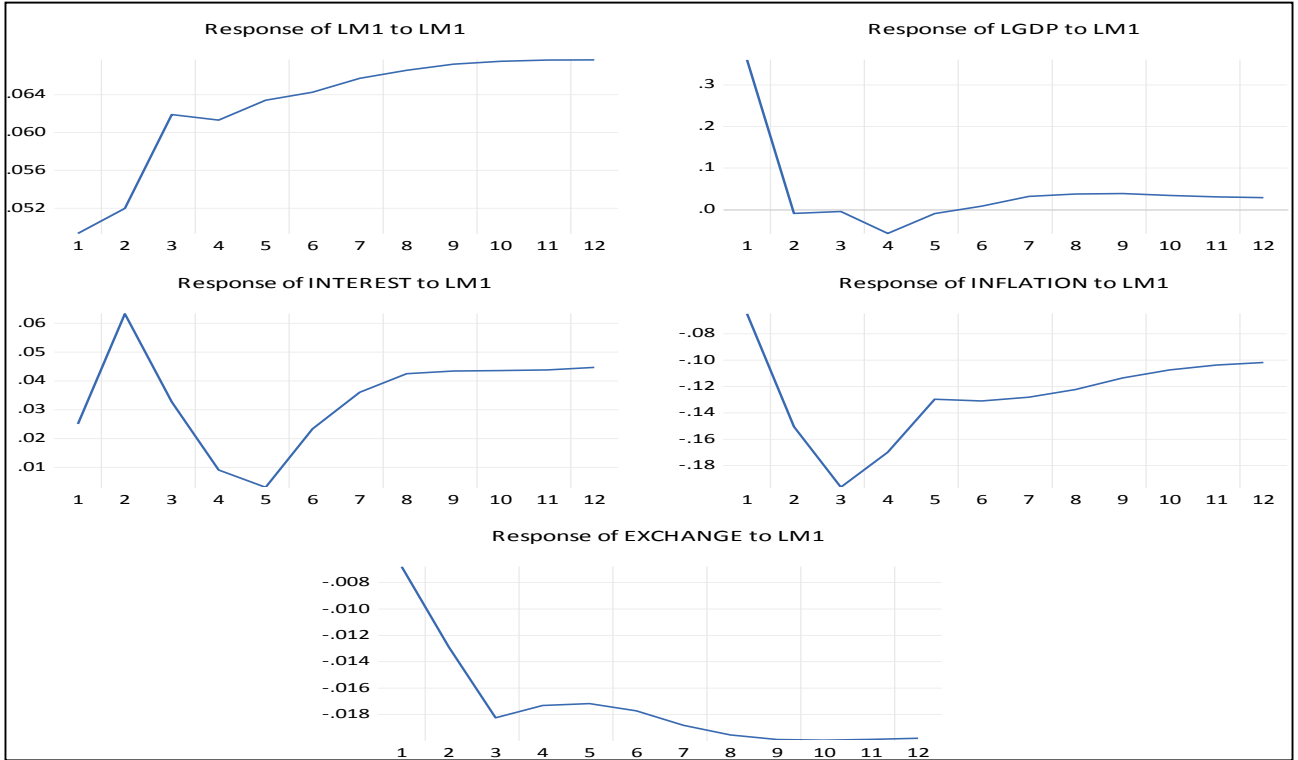 Response of LM1 to LM1
.064
.060
.056
.052
1 2 3 4 5 6 7 8 9 10 11 12
Response of LGDP to LM1
.3
.2
.1
.0
1 2 3 4 5 6 7 8 9 10 11 12
Response of INTEREST to LM1
.06
.05
.04
.03
.02
.01
1 2 3 4 5 6 7 8 9 10 11 12
Response of INFLATION to LM1
-.08
-.10
-.12
-.14
-.16
-.18
1 2 3 4 5 6 7 8 9 10 11 12
Response of EXCHANGE to LM1
-.008
-.010
-.012
-.014
-.016
-.018
1 2 3 4 5 6 7 8 9 10 11 12